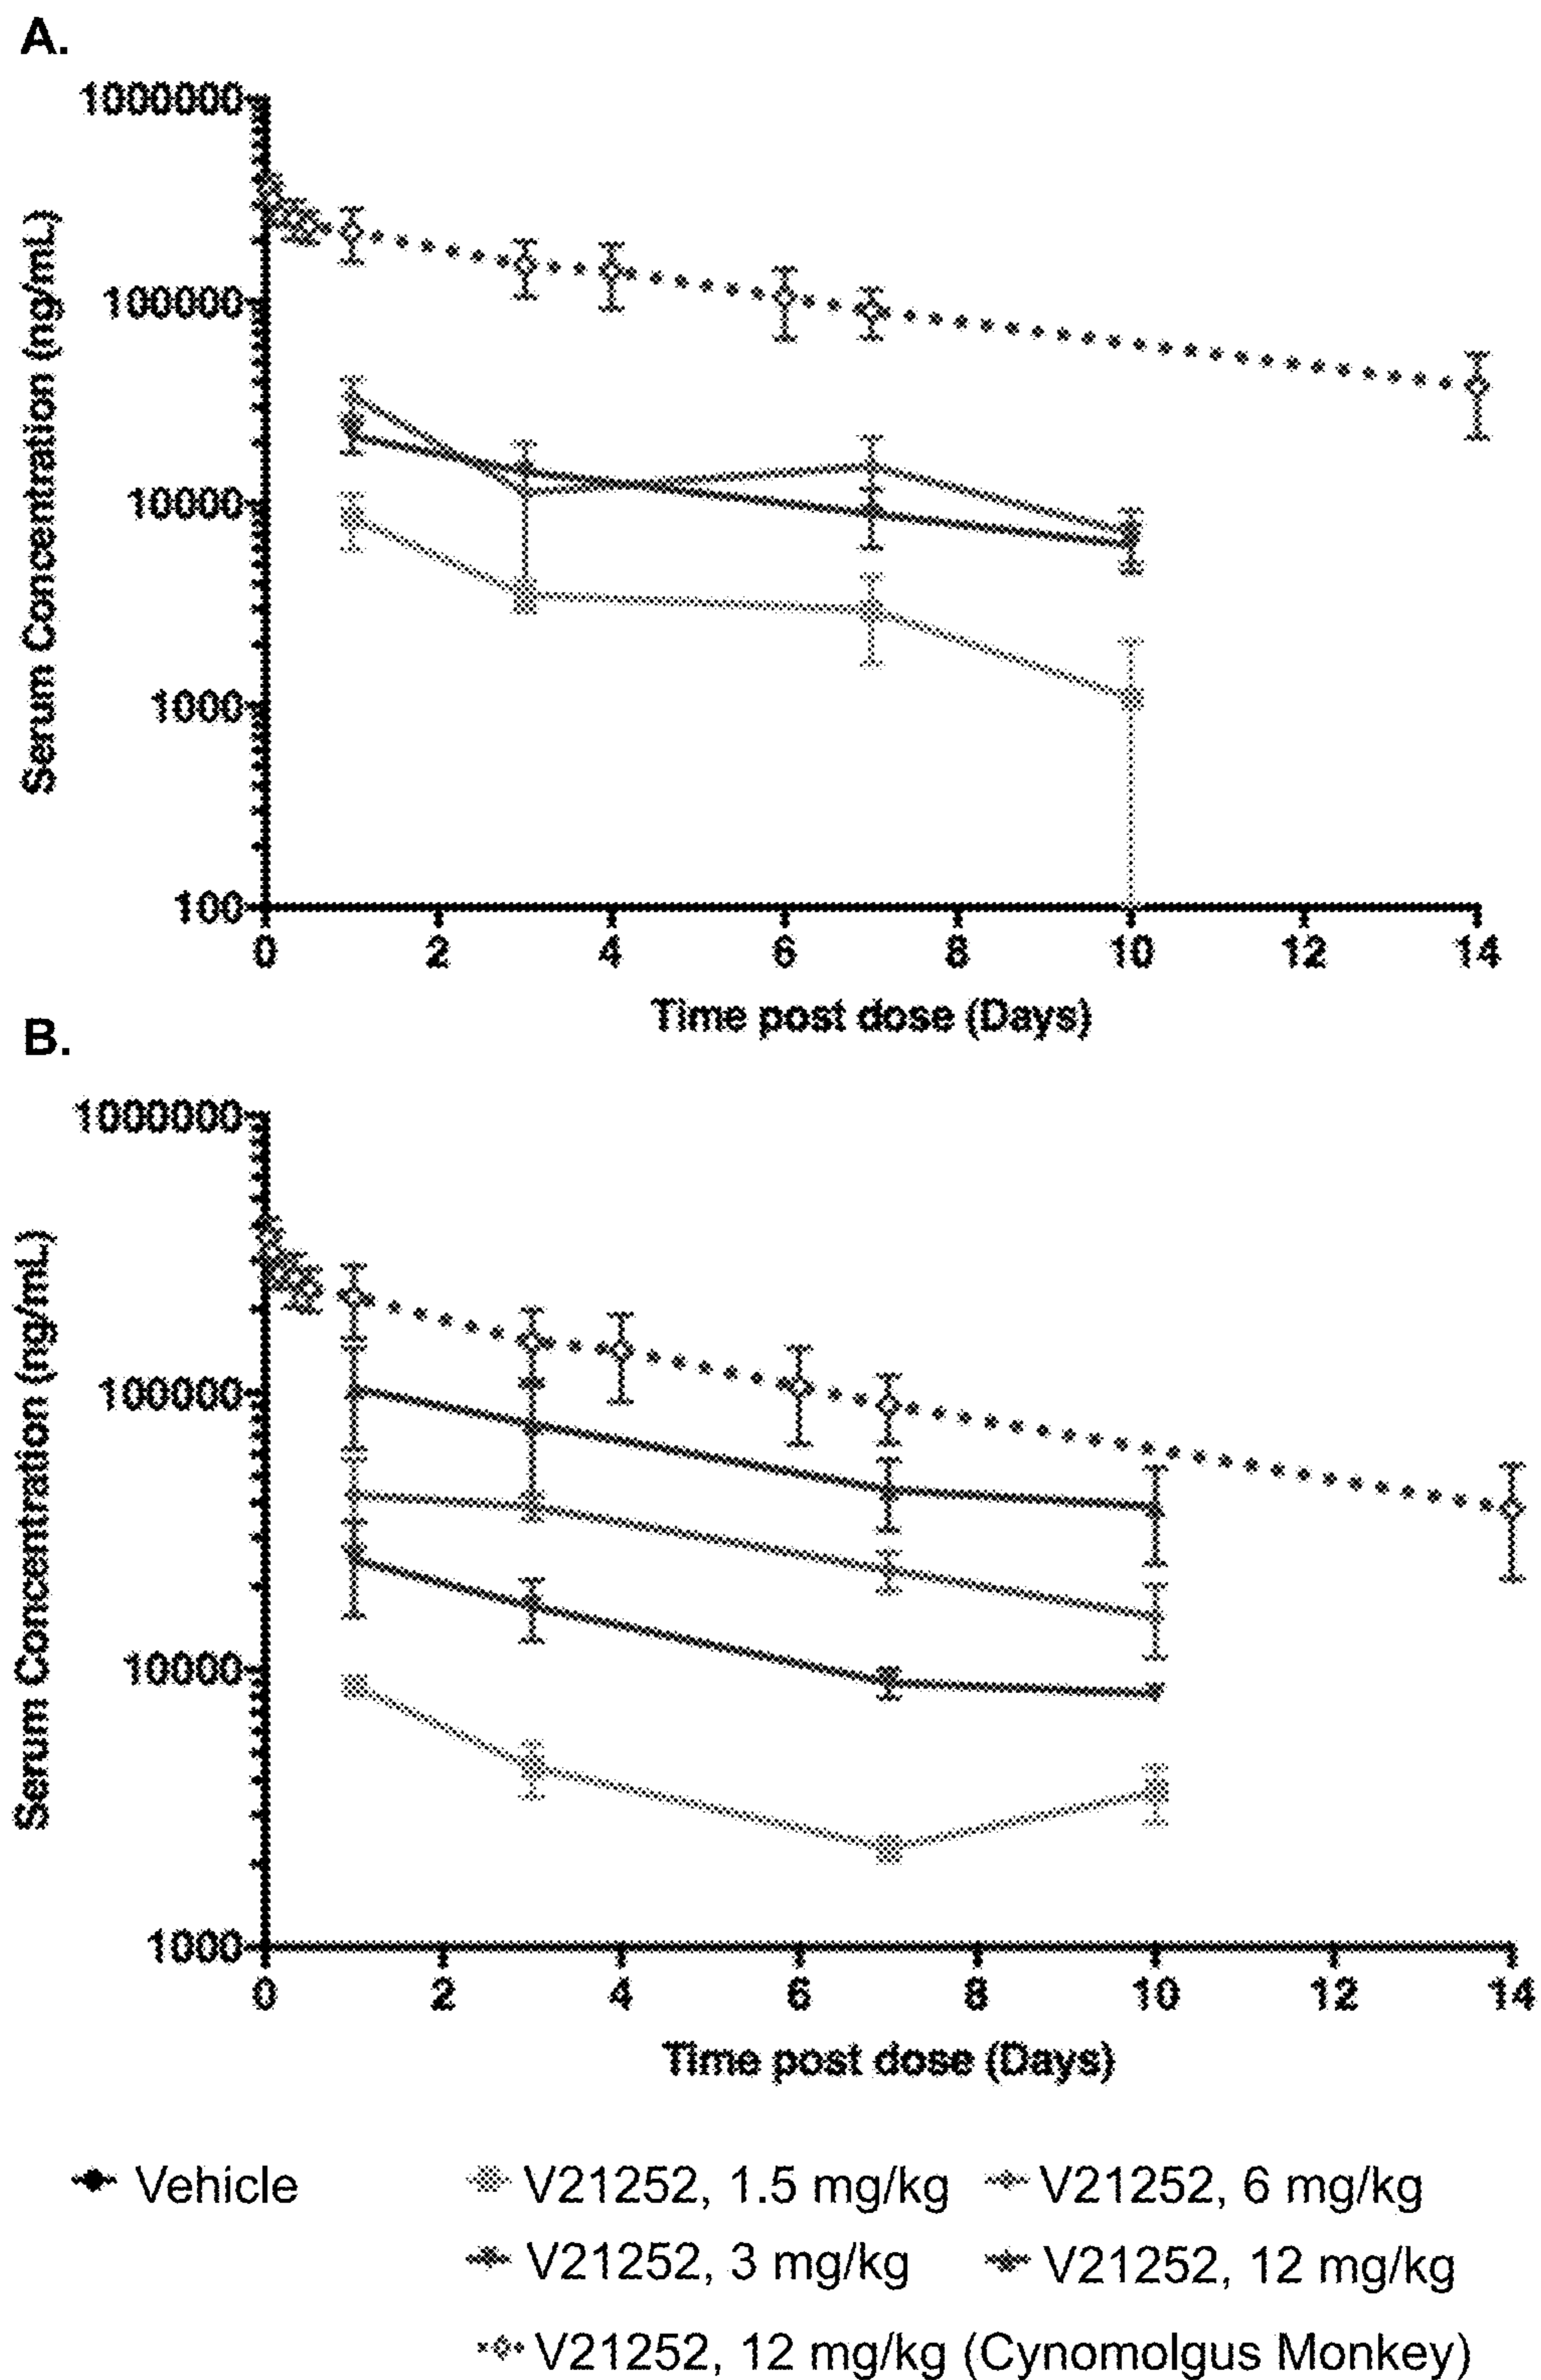 A.
1000000
100000
10000
1000
100
Serum Concentration (ng/mL)
0 2 4 6 8 10 12 14
Time post dose (Days)
B.
1000000
100000
10000
1000
Serum Concentration (ng/mL)
0 2 4 6 8 10 12 14
Time post dose (Days)
Vehicle V21252, 1.5 mg/kg V21252, 6 mg/kg
V21252, 3 mg/kg V21252, 12 mg/kg
V21252, 12 mg/kg (Cynomolgus Monkey)